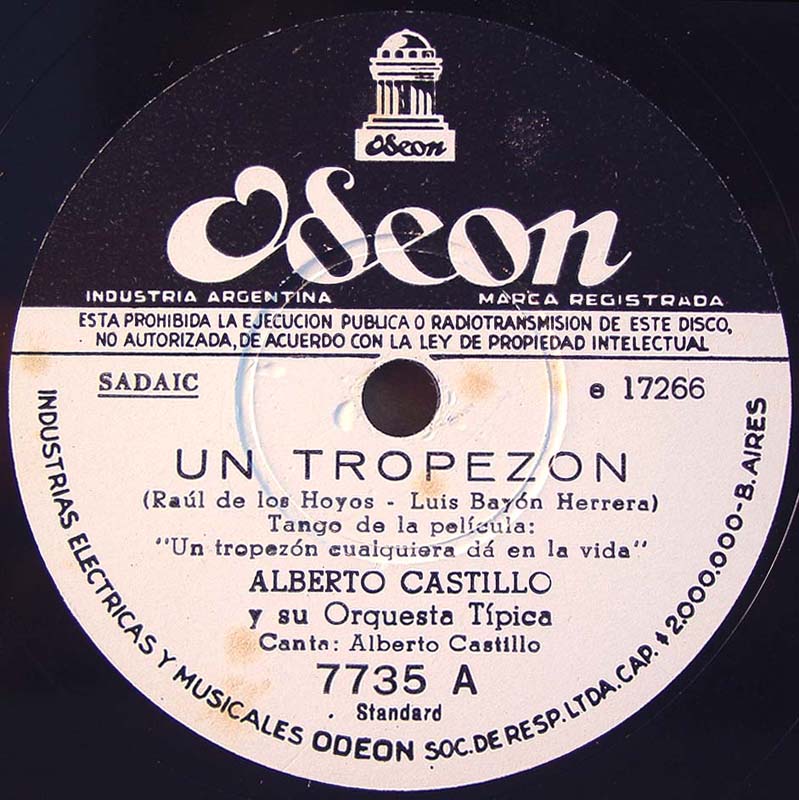 Odeon
Odeon
INDUSTRIA ARGENTINA MARCA REGISTRADA
ESTA PROHIBIDA LA EJECUCION PUBLICA O RADIOTRANSMISION DE ESTE DISCO,
NO AUTORIZADA, DE ACUERDO CON LA LEY DE PROPIEDAD INTELECTUAL
SADAIC e 17266
UN TROPEZON
(Raúl de los Hoyos - Luis Bayón Herrera)
Tango de la película:
"Un tropezón cualquiera dá en la vida"
ALBERTO CASTILLO
y su Orquesta Típica
Canta: Alberto Castillo
7735 A
Standard
INDUSTRIAS ELECTRICAS Y MUSICALES ODEON SOC. DE RESP. LTDA. CAP. $ 2.000.000-B. AIRES